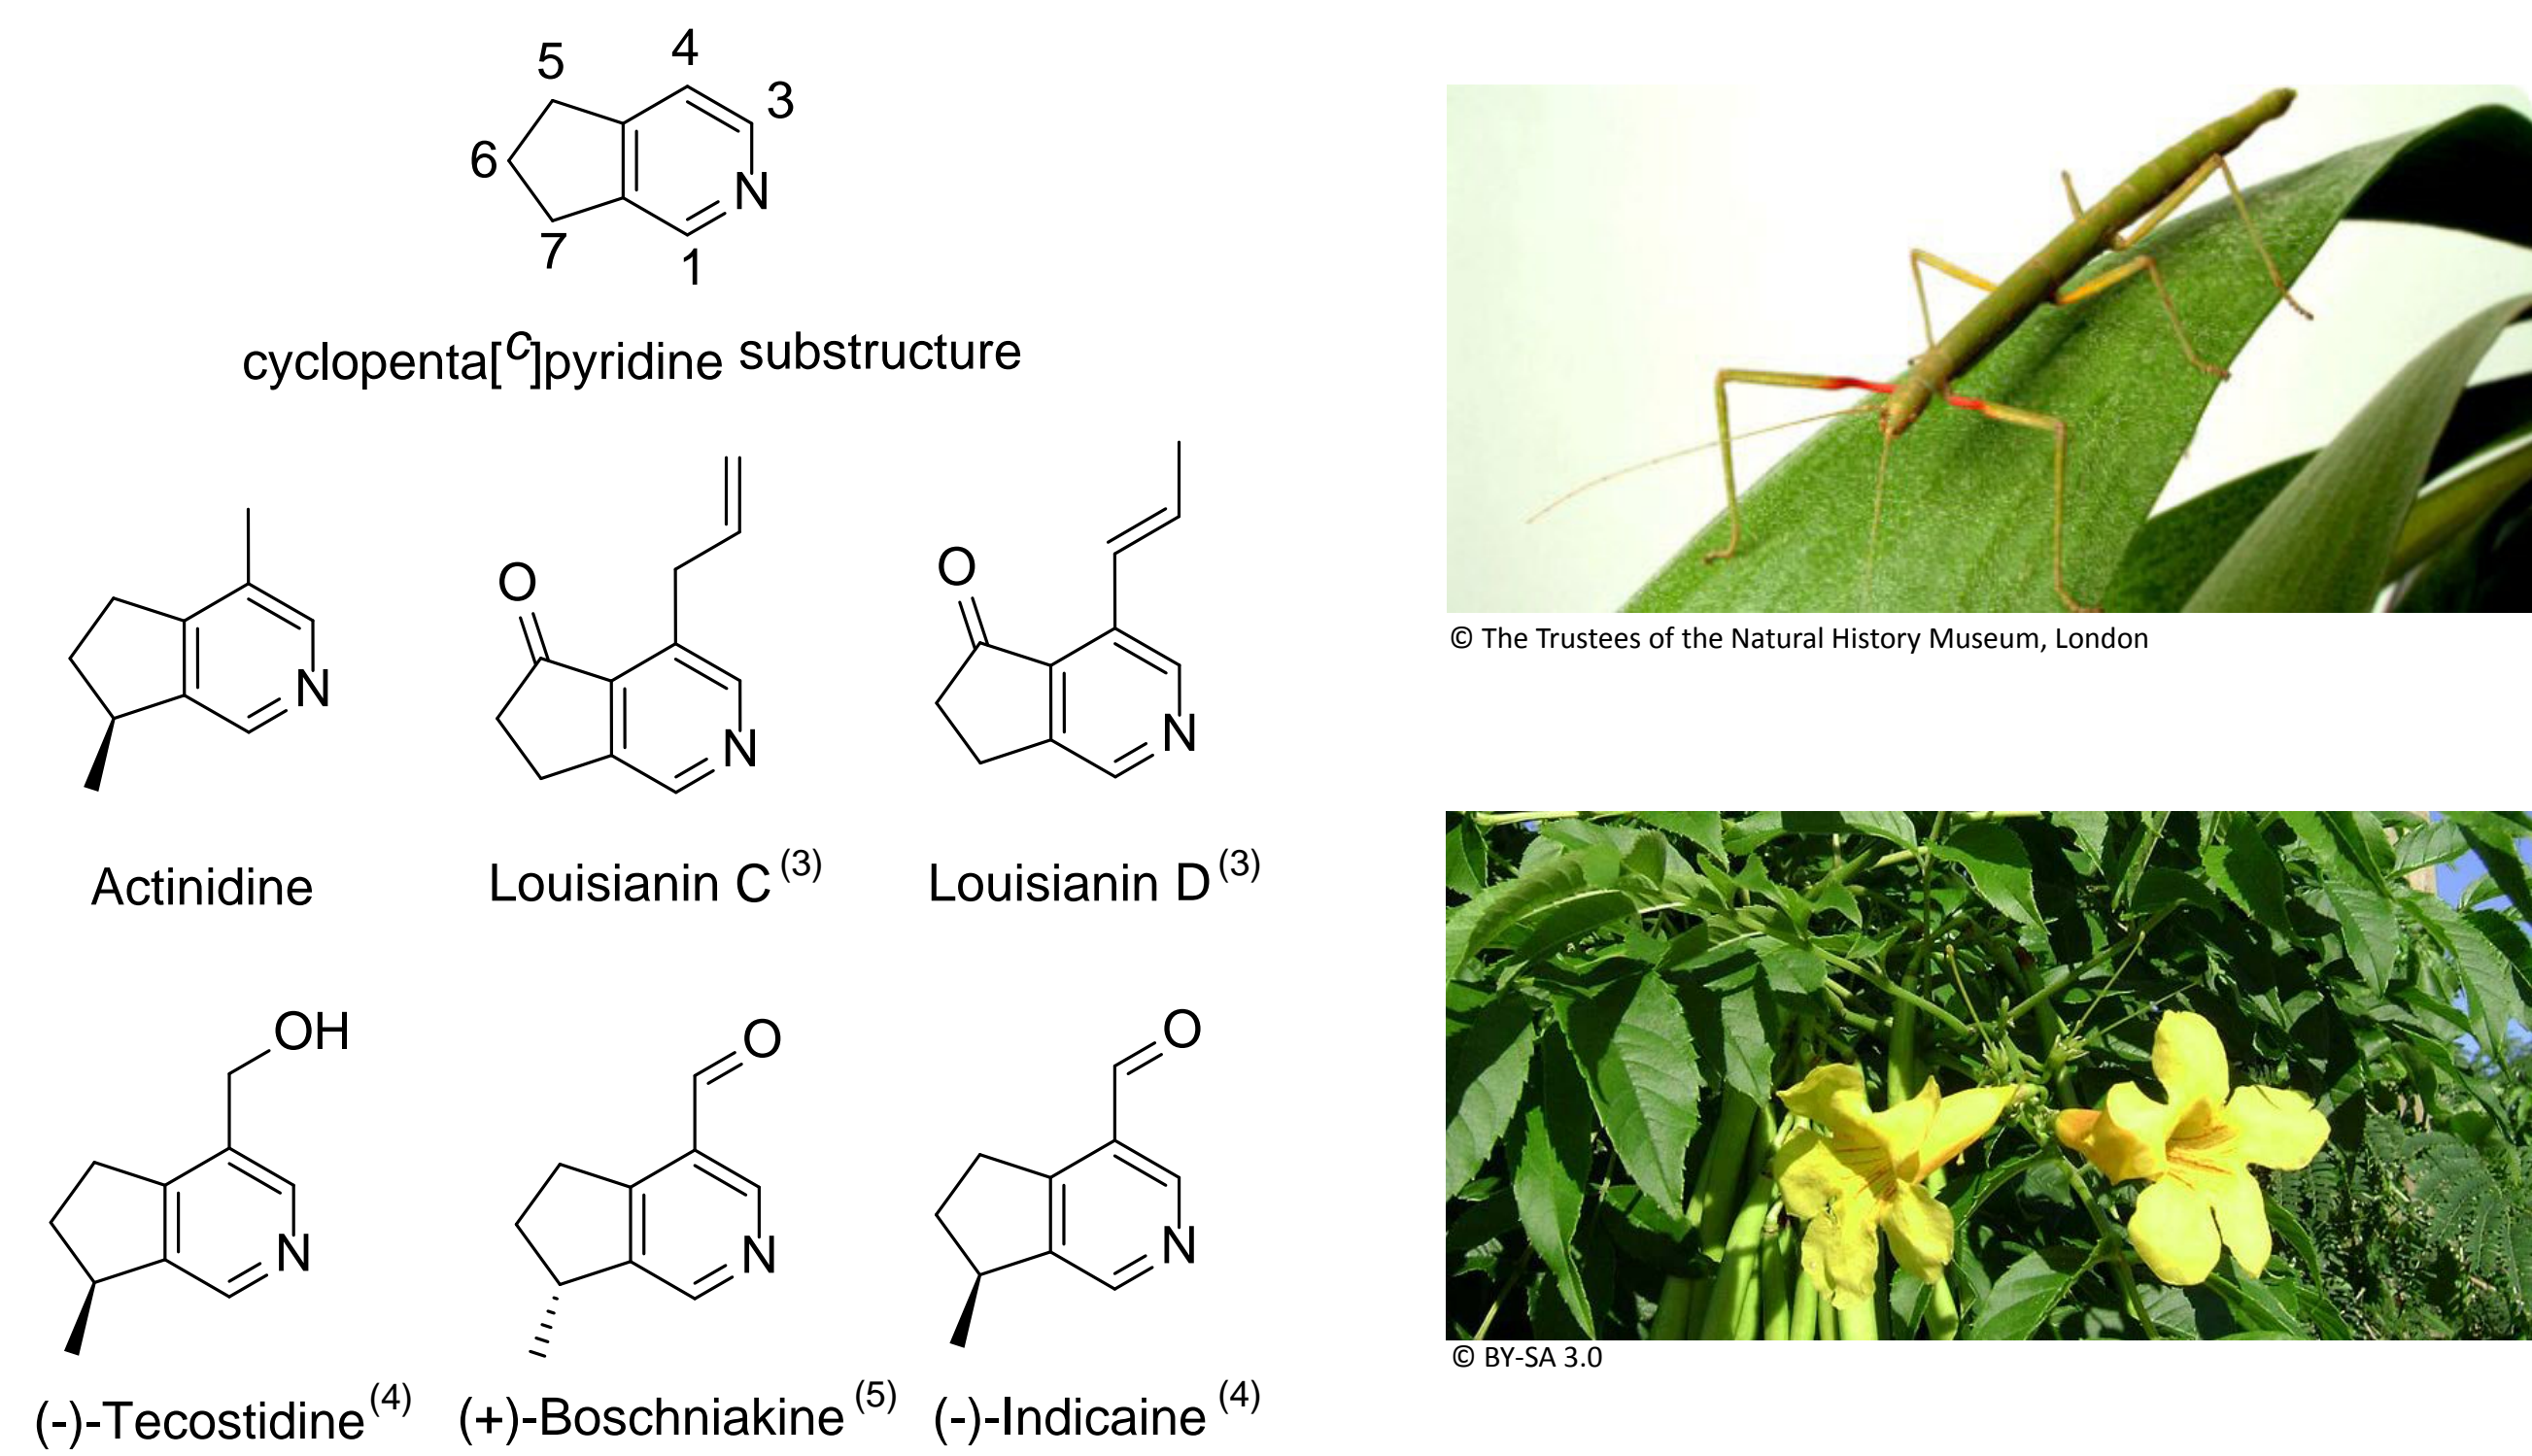 5
4
3
6
N
7
1
cyclopenta[c]pyridine substructure
© The Trustees of the Natural History Museum, London
N
Actinidine
O
N
Louisianin C (3)
O
N
Louisianin D (3)
OH
N
(-)-Tecostidine (4)
O
N
(+)-Boschniakine (5)
O
N
(-)-Indicaine (4)
© BY-SA 3.0